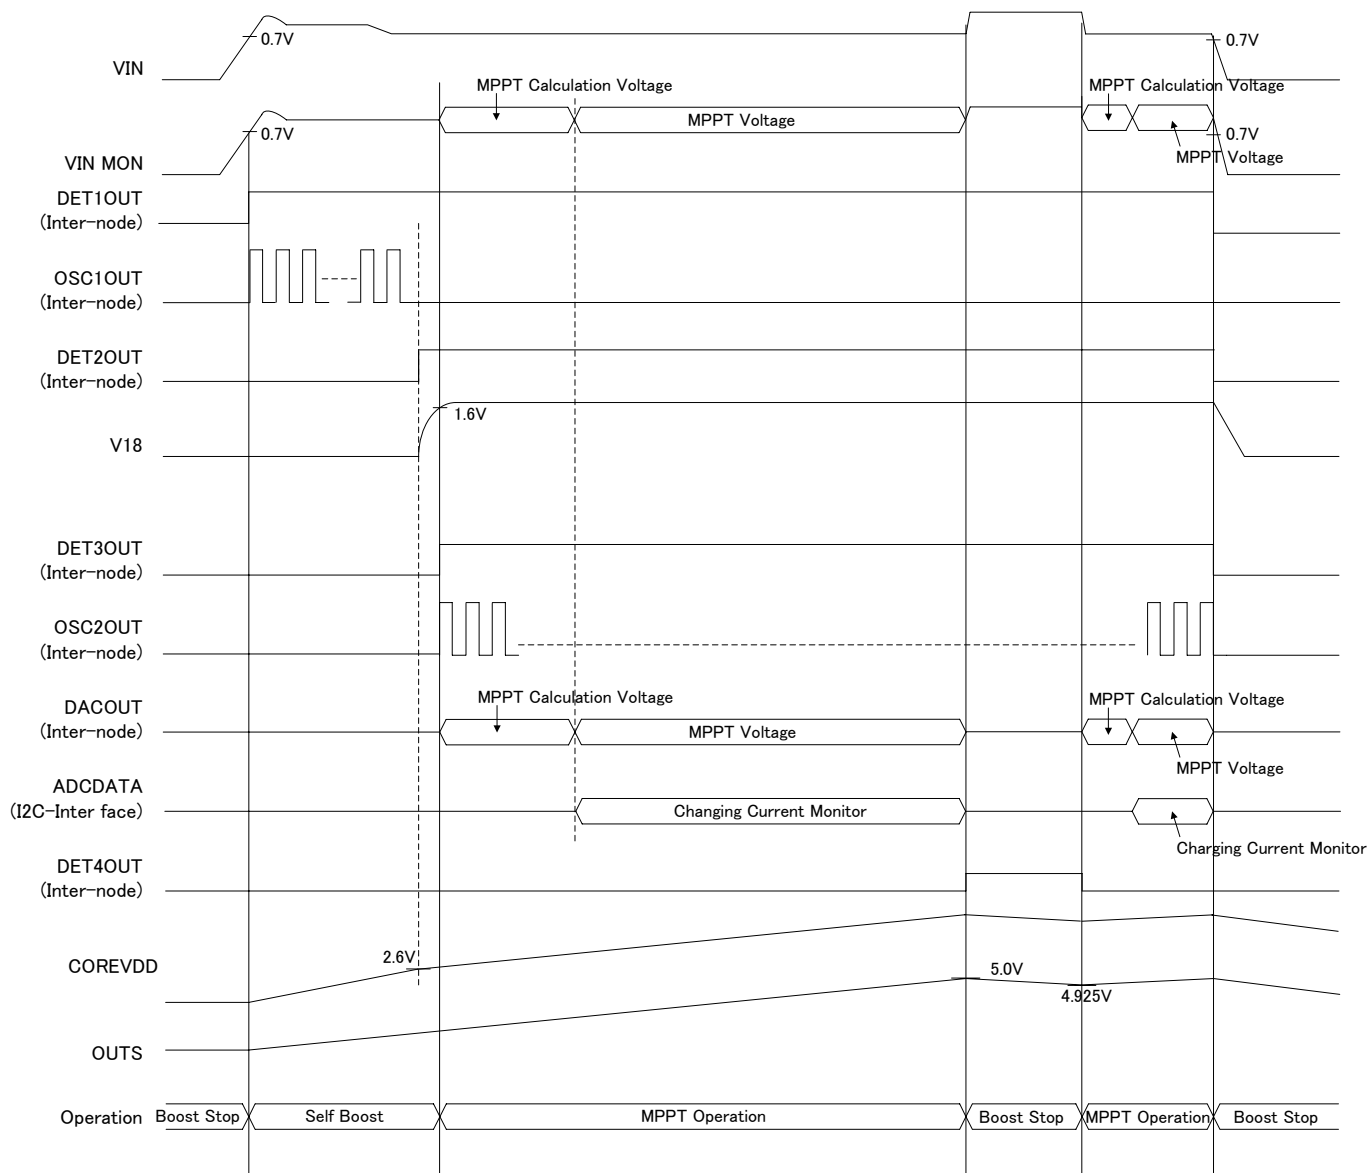 0.7V
0.7V
VIN
MPPT Calculation Voltage
MPPT Calculation Voltage
MPPT Voltage
0.7V
0.7V
VIN MON
MPPT Voltage
DET1OUT
(Inter-node)
OSC1OUT
(Inter-node)
DET2OUT
(Inter-node)
1.6V
V18
DET3OUT
(Inter-node)
OSC2OUT
(Inter-node)
MPPT Calculation Voltage
MPPT Calculation Voltage
DACOUT
(Inter-node)
MPPT Voltage
MPPT Voltage
ADCDATA
(I2C-Inter face)
Changing Current Monitor
Charging Current Monitor
DET4OUT
(Inter-node)
2.6V
COREVDD
5.0V
4.925V
OUTS
Operation
Boost Stop
Self Boost
MPPT Operation
Boost Stop
MPPT Operation
Boost Stop